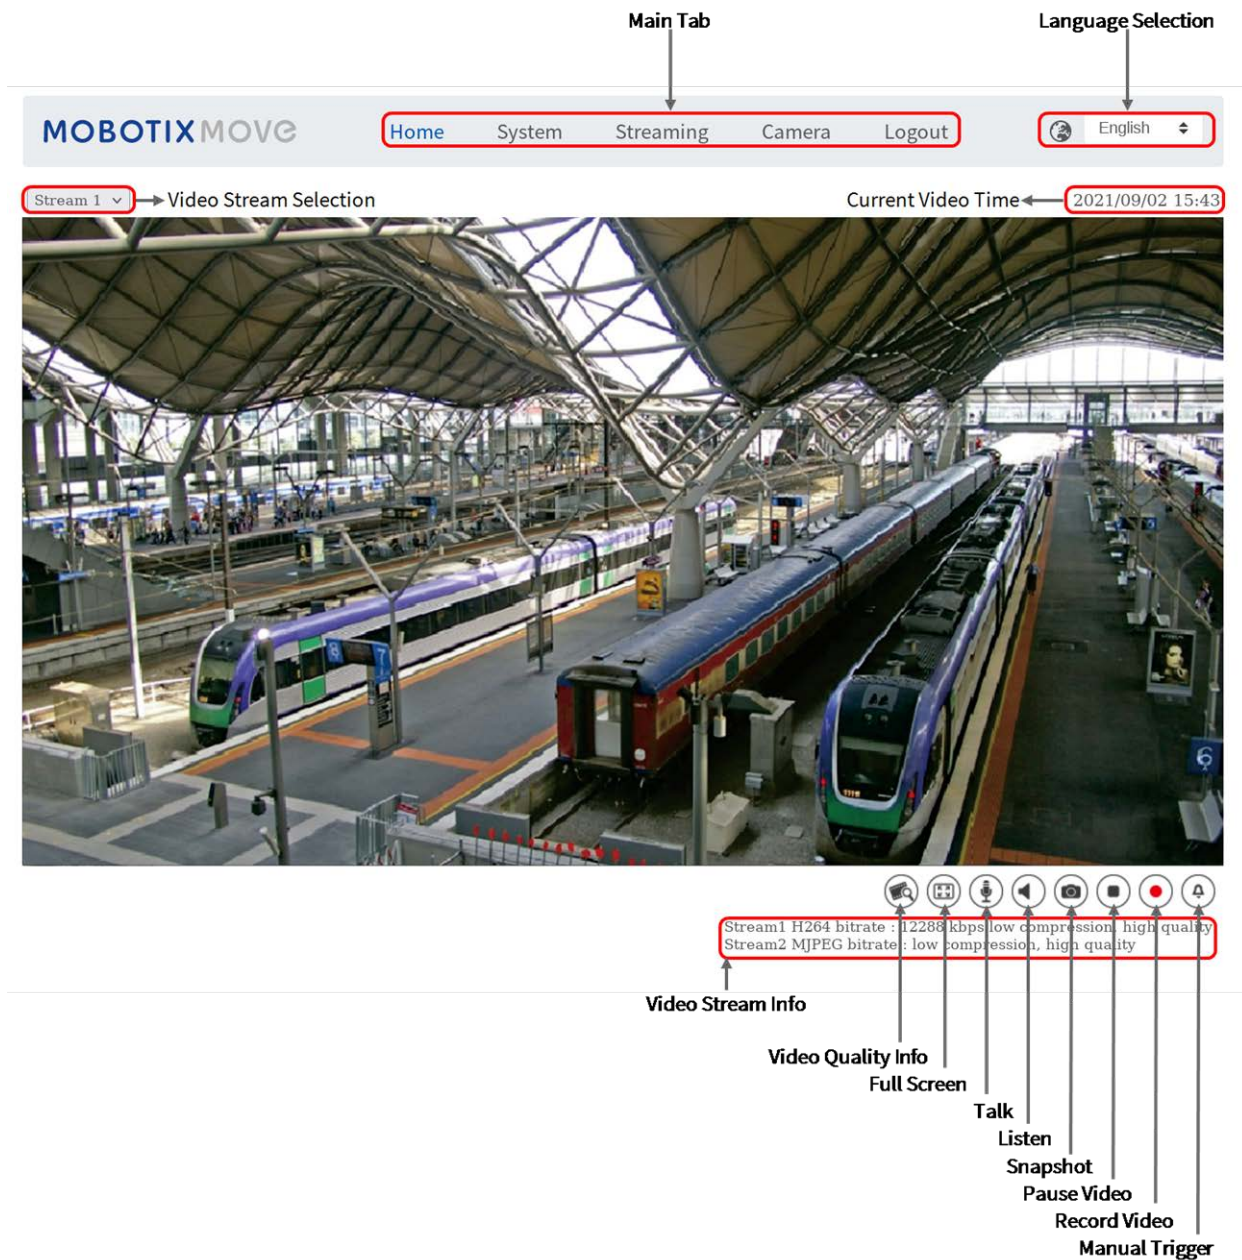 Main Tab
Language Selection
MOBOTIX MOVE
Home System Streaming Camera Logout
English
Stream 1
Video Stream Selection
Current Video Time
2021/09/02 15:43
8
7
6
Stream1 H264 bitrate : 12288 kbps low compression, high quality
Stream2 MJPEG bitrate : low compression, high quality
Video Stream Info
Video Quality Info
Full Screen
Talk
Listen
Snapshot
Pause Video
Record Video
Manual Trigger